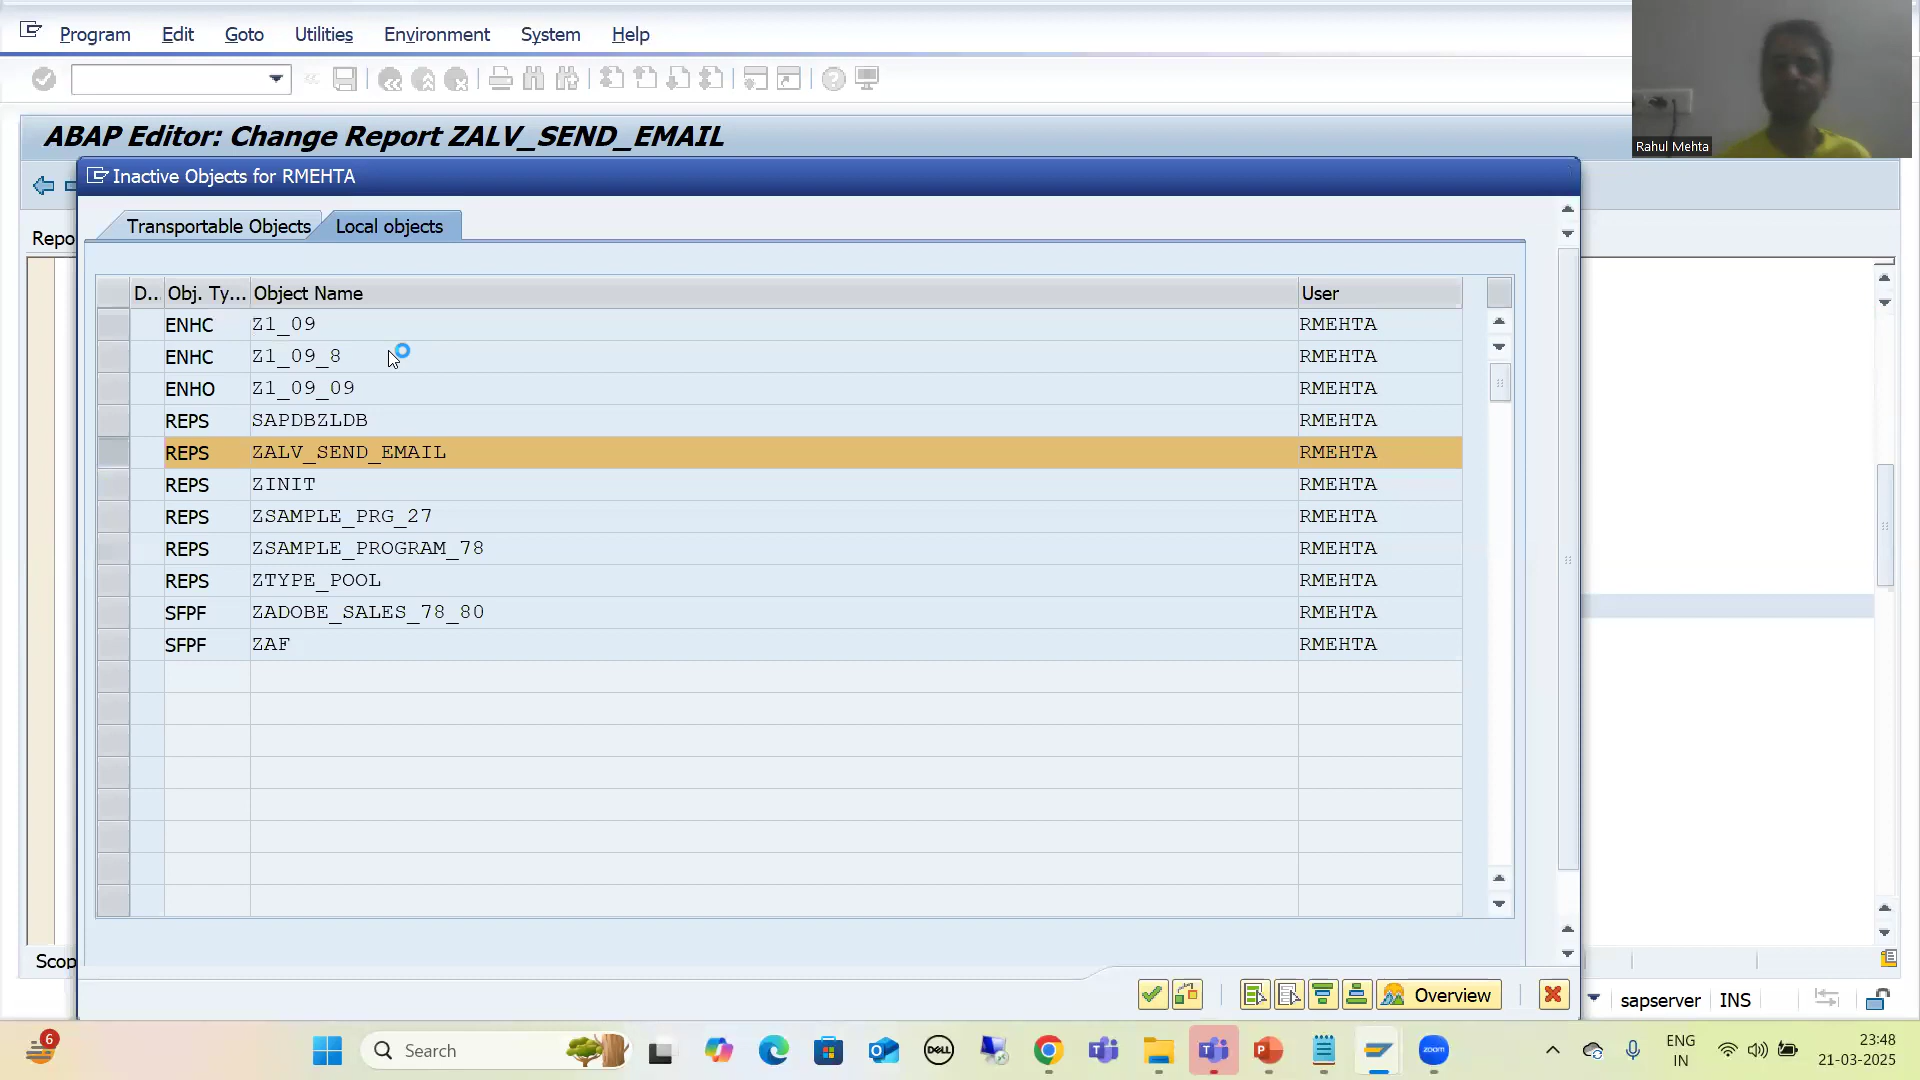 Program Edit Goto Utilities Environment System Help
ABAP Editor: Change Report ZALV_SEND_EMAIL
Rahul Mehta
Inactive Objects for RMEHTA
Repo
Transportable Objects Local objects
D.. Obj. Ty... Object Name User
ENHC Z1_09 RMEHTA
ENHC Z1_09_8 RMEHTA
ENHO Z1_09_09 RMEHTA
REPS SAPDBZLDB RMEHTA
REPS ZALV_SEND_EMAIL RMEHTA
REPS ZINIT RMEHTA
REPS ZSAMPLE_PRG_27 RMEHTA
REPS ZSAMPLE_PROGRAM_78 RMEHTA
REPS ZTYPE_POOL RMEHTA
SFPF ZADOBE_SALES_78_80 RMEHTA
SFPF ZAF RMEHTA
Scop
Overview
sapserver INS
6
Search
DELL
zoom
ENG
IN
23:48
21-03-2025